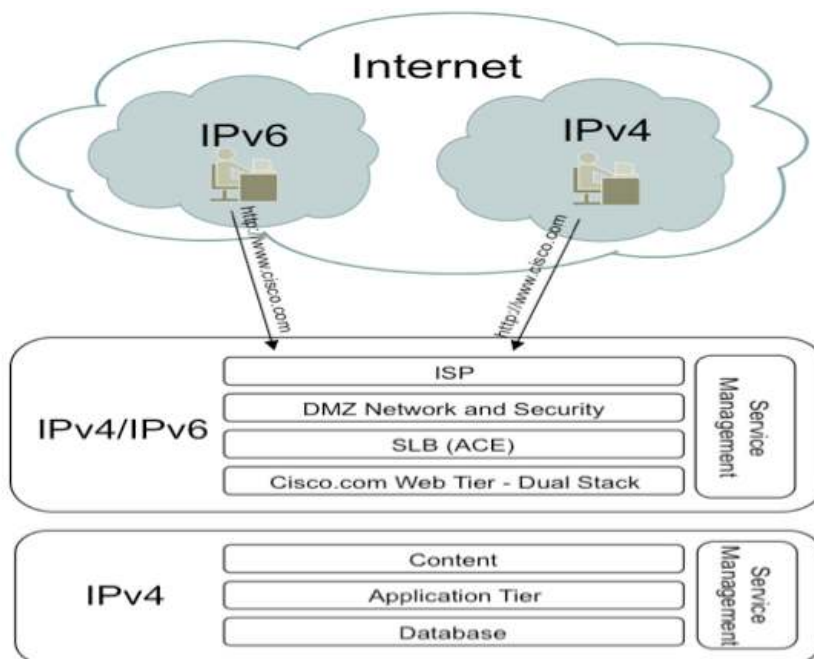 Internet
IPv6
IPv4
http://www.cisco.com
http://www.cisco.com
IPv4/IPv6
ISP
DMZ Network and Security
SLB (ACE)
Cisco.com Web Tier - Dual Stack
Service
Management
IPv4
Content
Application Tier
Database
Service
Management